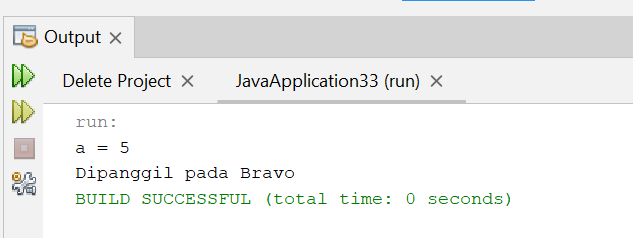 Output
Delete Project
JavaApplication33 (run)
run:
a = 5
Dipanggil pada Bravo
BUILD SUCCESSFUL (total time: 0 seconds)